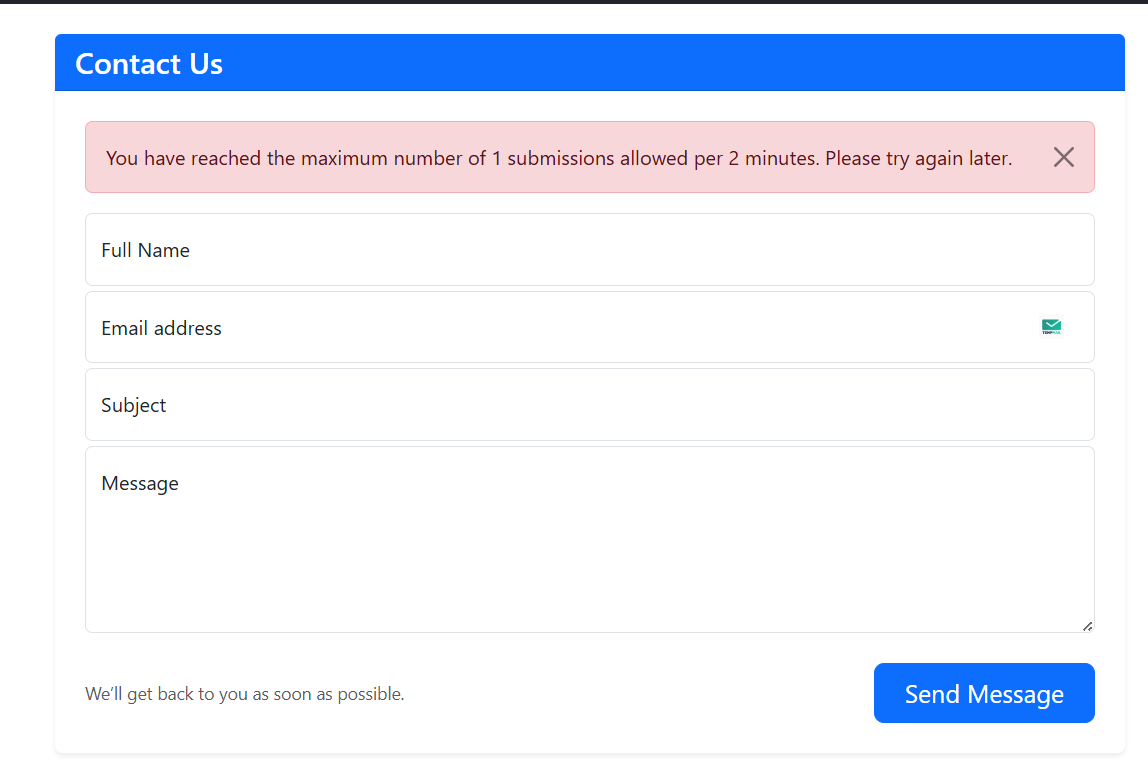 Contact Us
You have reached the maximum number of 1 submissions allowed per 2 minutes. Please try again later.
Full Name
Email address
Subject
Message
We'll get back to you as soon as possible.
Send Message